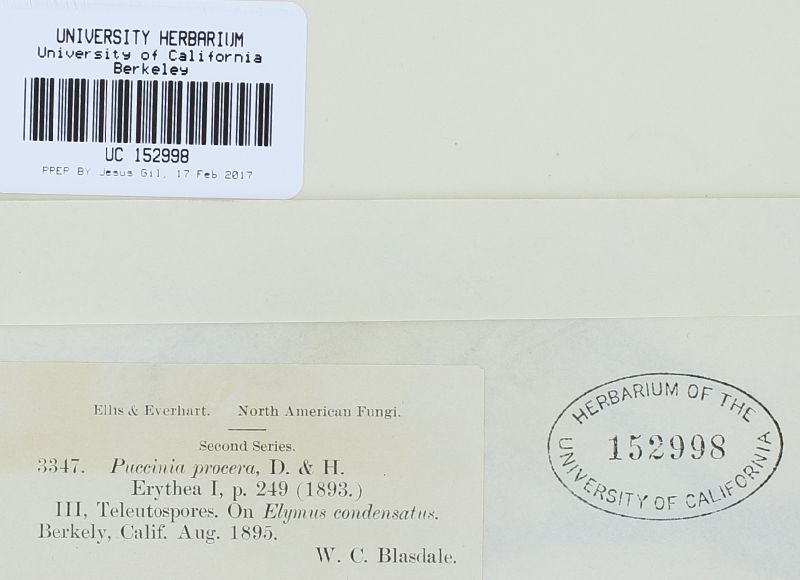 UNIVERSITY HERBARIUM
University of California
Berkeley
UC 152998
PREP BY Jesus Gil, 17 Feb 2017
Ellis & Everhart. North American Fungi.
Second Series.
3347. Puccinia procera, D. & H.
Erythea I, p. 249 (1893.)
III, Teleutospores. On Elymus condensatus.
Berkely, Calif. Aug. 1895.
W. C. Blasdale.
HERBARIUM OF THE
152998
UNIVERSITY OF CALIFORNIA